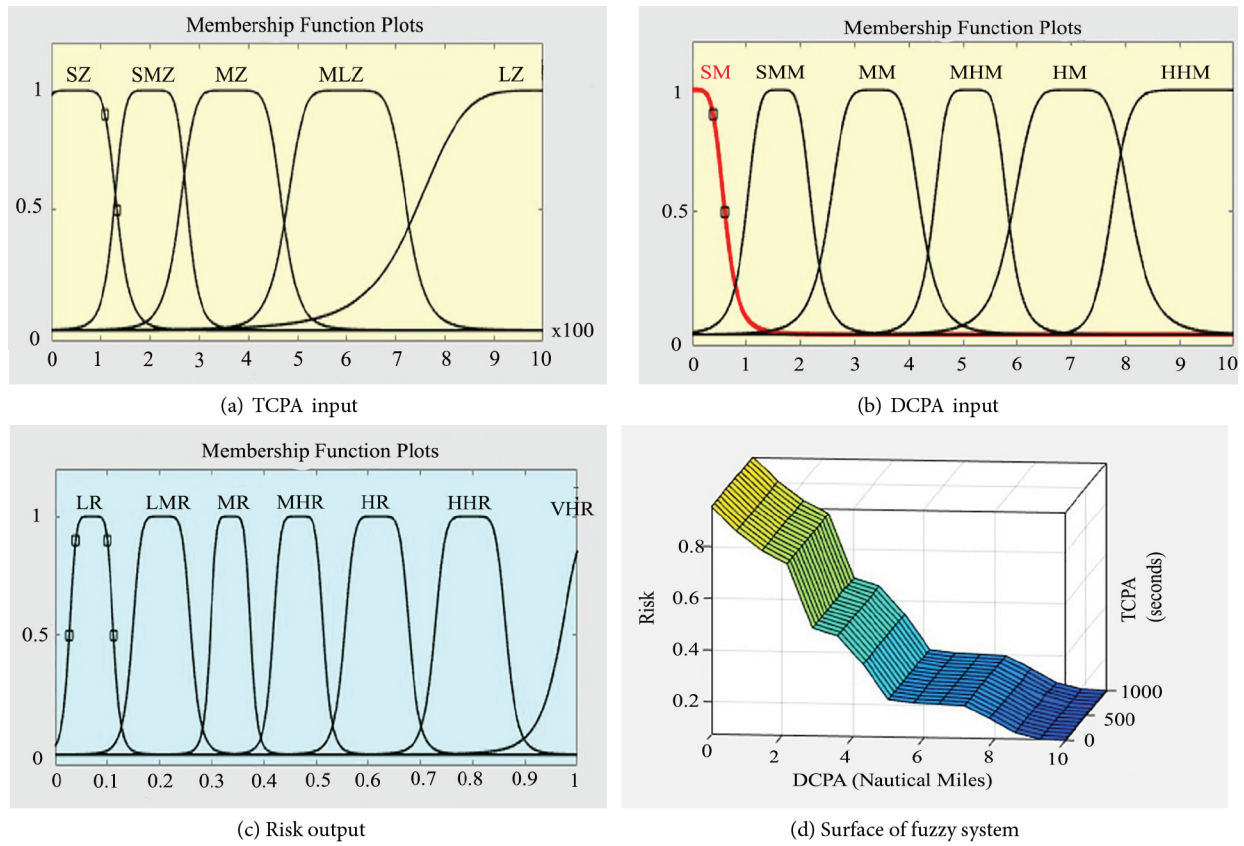 Membership Function Plots
SZ SMZ MZ MLZ LZ
1
0.5
0
x100
0 1 2 3 4 5 6 7 8 9 10
(a) TCPA input
Membership Function Plots
SM SMM MM MHM HM HHM
1
0.5
0
0 1 2 3 4 5 6 7 8 9 10
(b) DCPA input
Membership Function Plots
LR LMR MR MHR HR HHR VHR
1
0.5
0
0 0.1 0.2 0.3 0.4 0.5 0.6 0.7 0.8 0.9 1
(c) Risk output
Risk
0.8
0.6
0.4
0.2
0 2 4 6 8 10
DCPA (Nautical Miles)
TCPA
(seconds)
1000
500
0
(d) Surface of fuzzy system